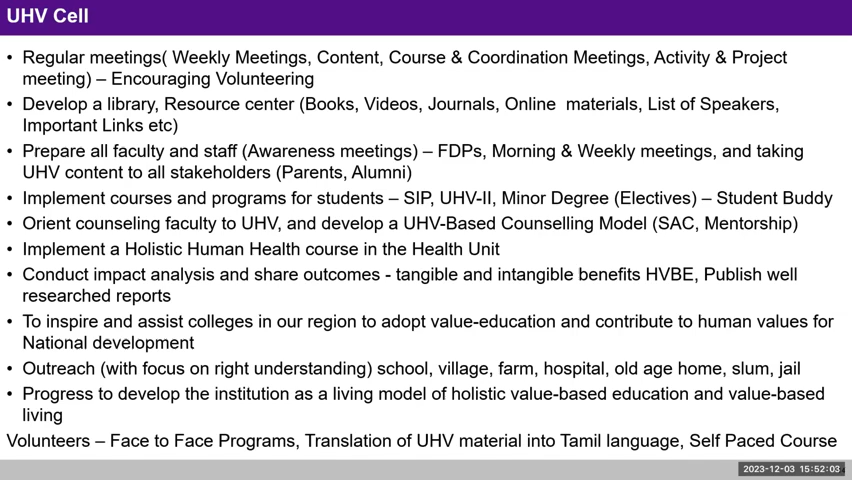 UHV Cell
• Regular meetings( Weekly Meetings, Content, Course & Coordination Meetings, Activity & Project
meeting) – Encouraging Volunteering
• Develop a library, Resource center (Books, Videos, Journals, Online materials, List of Speakers,
Important Links etc)
• Prepare all faculty and staff (Awareness meetings) – FDPs, Morning & Weekly meetings, and taking
UHV content to all stakeholders (Parents, Alumni)
• Implement courses and programs for students – SIP, UHV-II, Minor Degree (Electives) – Student Buddy
• Orient counseling faculty to UHV, and develop a UHV-Based Counselling Model (SAC, Mentorship)
• Implement a Holistic Human Health course in the Health Unit
• Conduct impact analysis and share outcomes - tangible and intangible benefits HVBE, Publish well
researched reports
• To inspire and assist colleges in our region to adopt value-education and contribute to human values for
National development
• Outreach (with focus on right understanding) school, village, farm, hospital, old age home, slum, jail
• Progress to develop the institution as a living model of holistic value-based education and value-based
living
Volunteers – Face to Face Programs, Translation of UHV material into Tamil language, Self Paced Course
2023-12-03 15:52:03